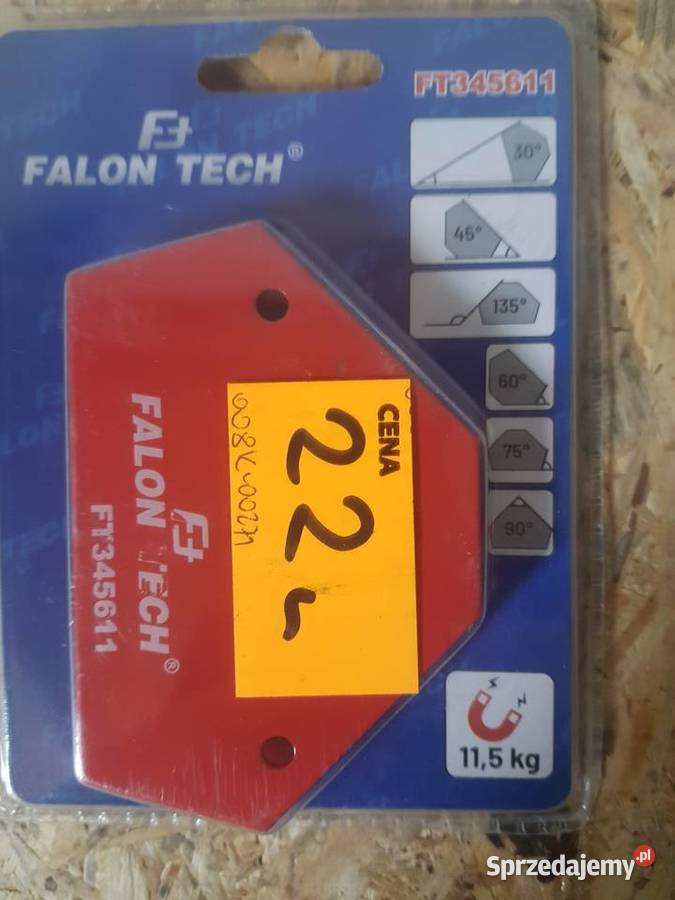 FT345611
FALON TECH®
30°
45°
135°
60°
75°
90°
FALON TECH®
FT345611
CENA
22
11,5 kg
Sprzedajemy.pl